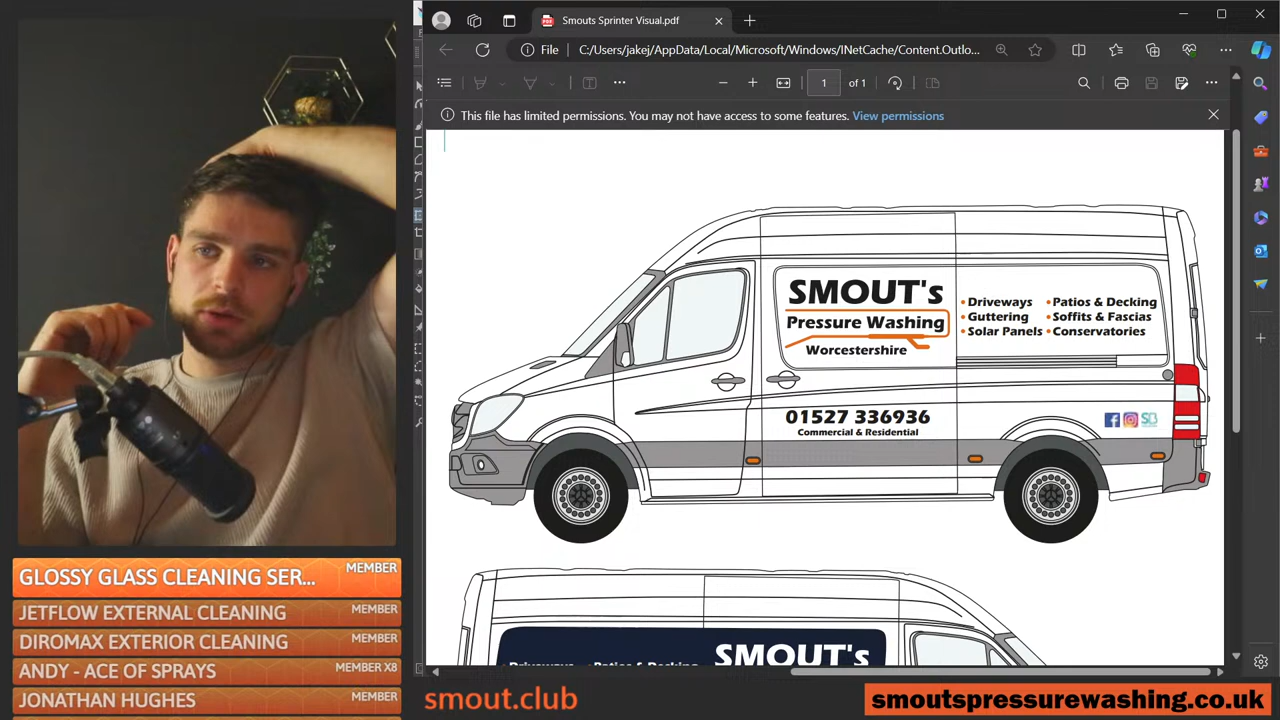 Smouts Sprinter Visual.pdf
File
C:/Users/jakej/AppData/Local/Microsoft/Windows/INetCache/Content.Outlo...
1 of 1
This file has limited permissions. You may not have access to some features. View permissions
SMOUT's
Pressure Washing
Worcestershire
• Driveways
• Guttering
• Solar Panels
• Patios & Decking
• Soffits & Fascias
• Conservatories
01527 336936
Commercial & Residential
SB
• Driveways • Patios & Decking
SMOUT's
GLOSSY GLASS CLEANING SER... MEMBER
JETFLOW EXTERNAL CLEANING MEMBER
DIROMAX EXTERIOR CLEANING MEMBER
ANDY - ACE OF SPRAYS MEMBER X8
JONATHAN HUGHES MEMBER
smout.club
smoutspressurewashing.co.uk